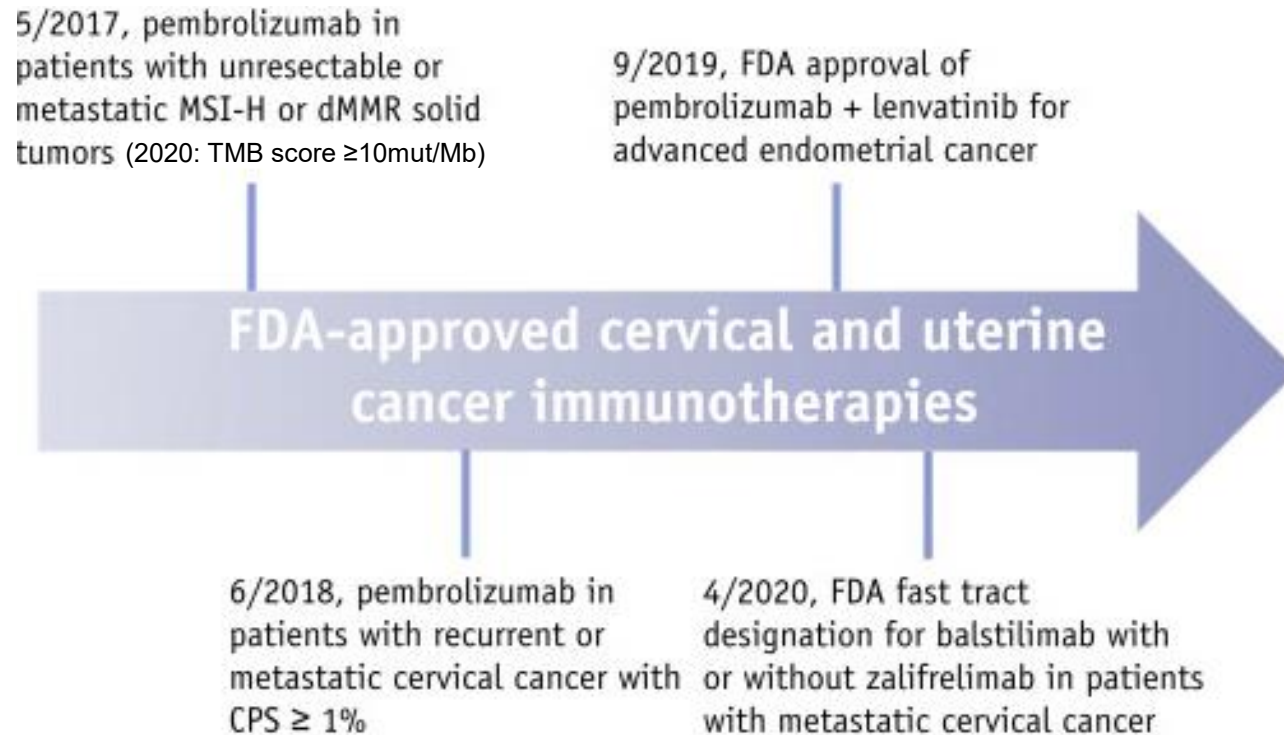 5/2017, pembrolizumab in
patients with unresectable or
metastatic MSI-H or dMMR solid
tumors (2020: TMB score ≥10mut/Mb)
9/2019, FDA approval of
pembrolizumab + lenvatinib for
advanced endometrial cancer
FDA-approved cervical and uterine
cancer immunotherapies
6/2018, pembrolizumab in
patients with recurrent or
metastatic cervical cancer with
CPS ≥ 1%
4/2020, FDA fast tract
designation for balstilimab with
or without zalifrelimab in patients
with metastatic cervical cancer